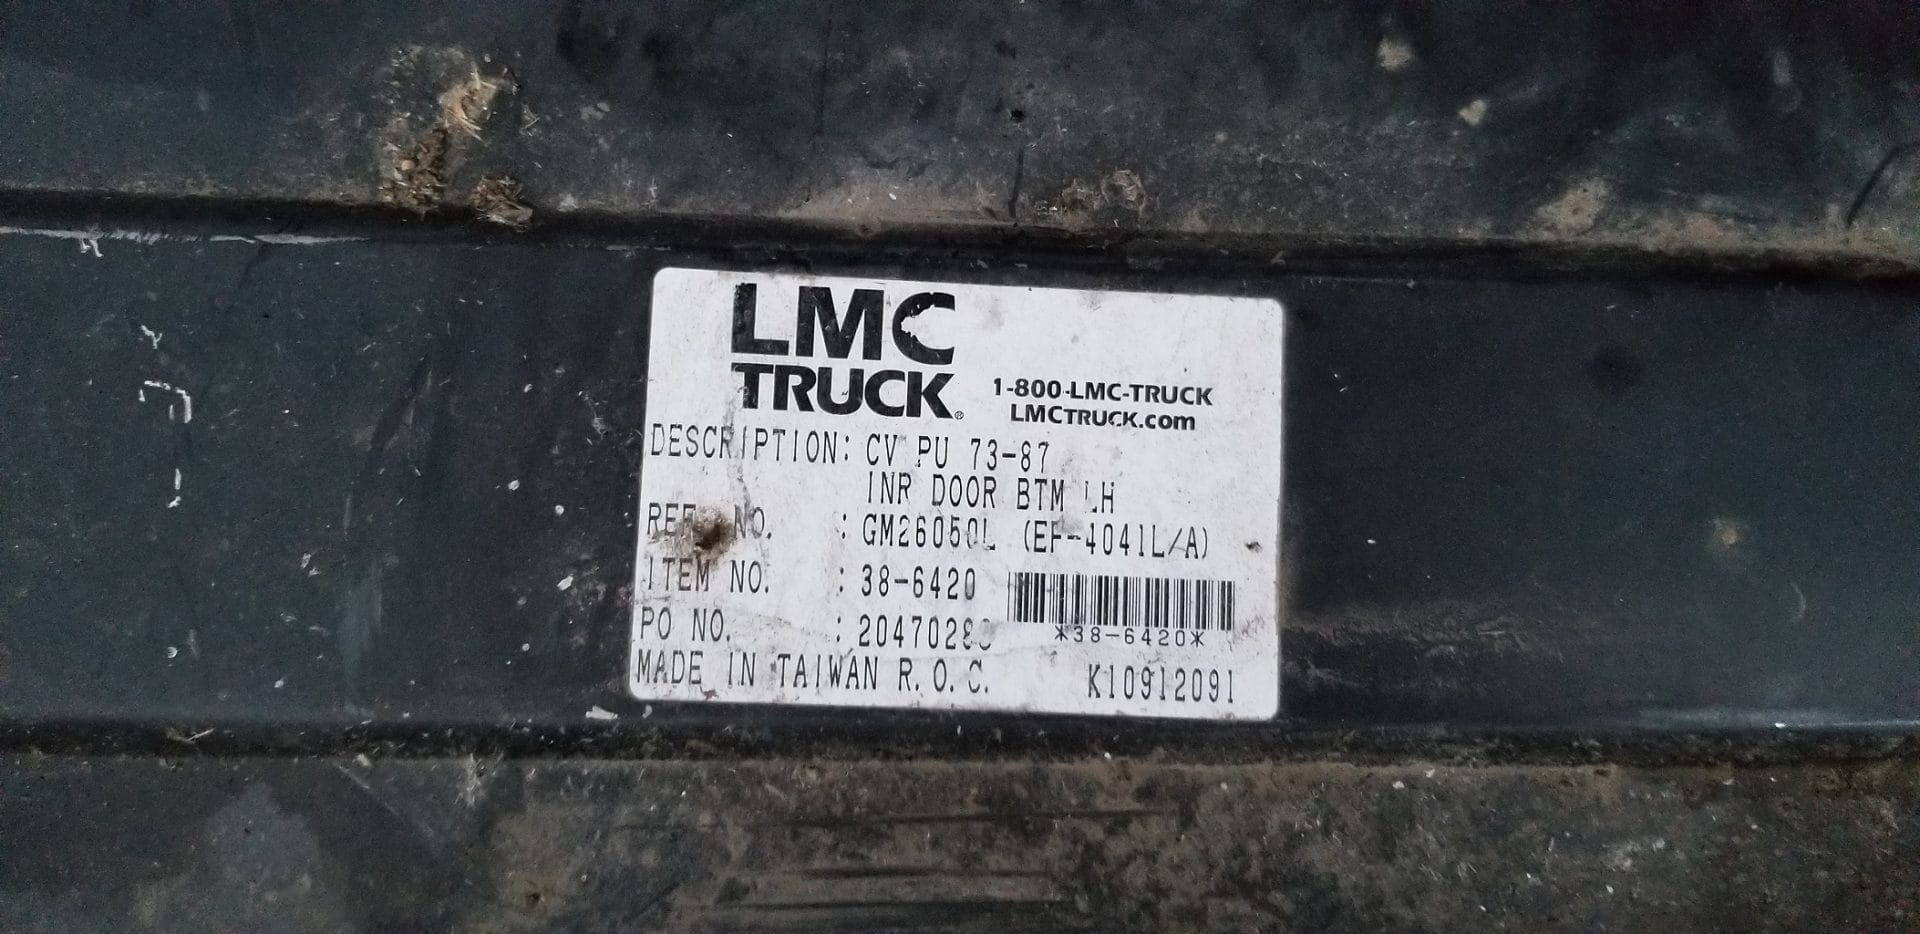 LMC
TRUCK®
1-800-LMC-TRUCK
LMCTRUCK.com
DESCRIPTION: CV PU 73-87
INR DOOR BTM LH
REF NO. : GM26050L (EF-4041L/A)
ITEM NO. : 38-6420
*38-6420*
PO NO. :
MADE IN TAIWAN R.O.C. K10912091